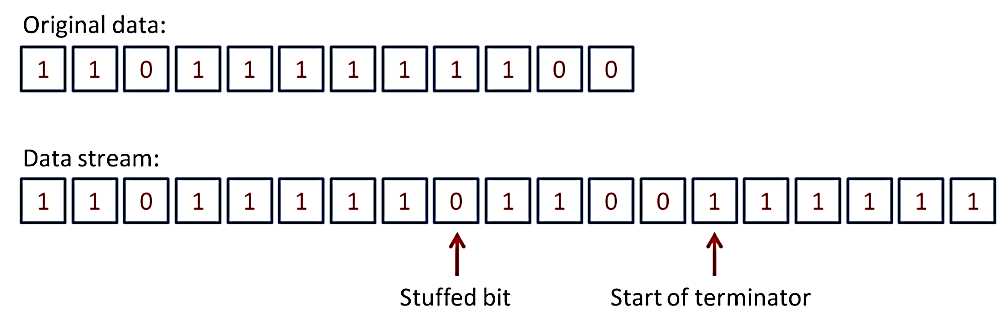 Original data:
1 1 0 1 1 1 1 1 1 1 0 0
Data stream:
1 1 0 1 1 1 1 1 0 1 1 0 0 1 1 1 1 1 1
Stuffed bit Start of terminator